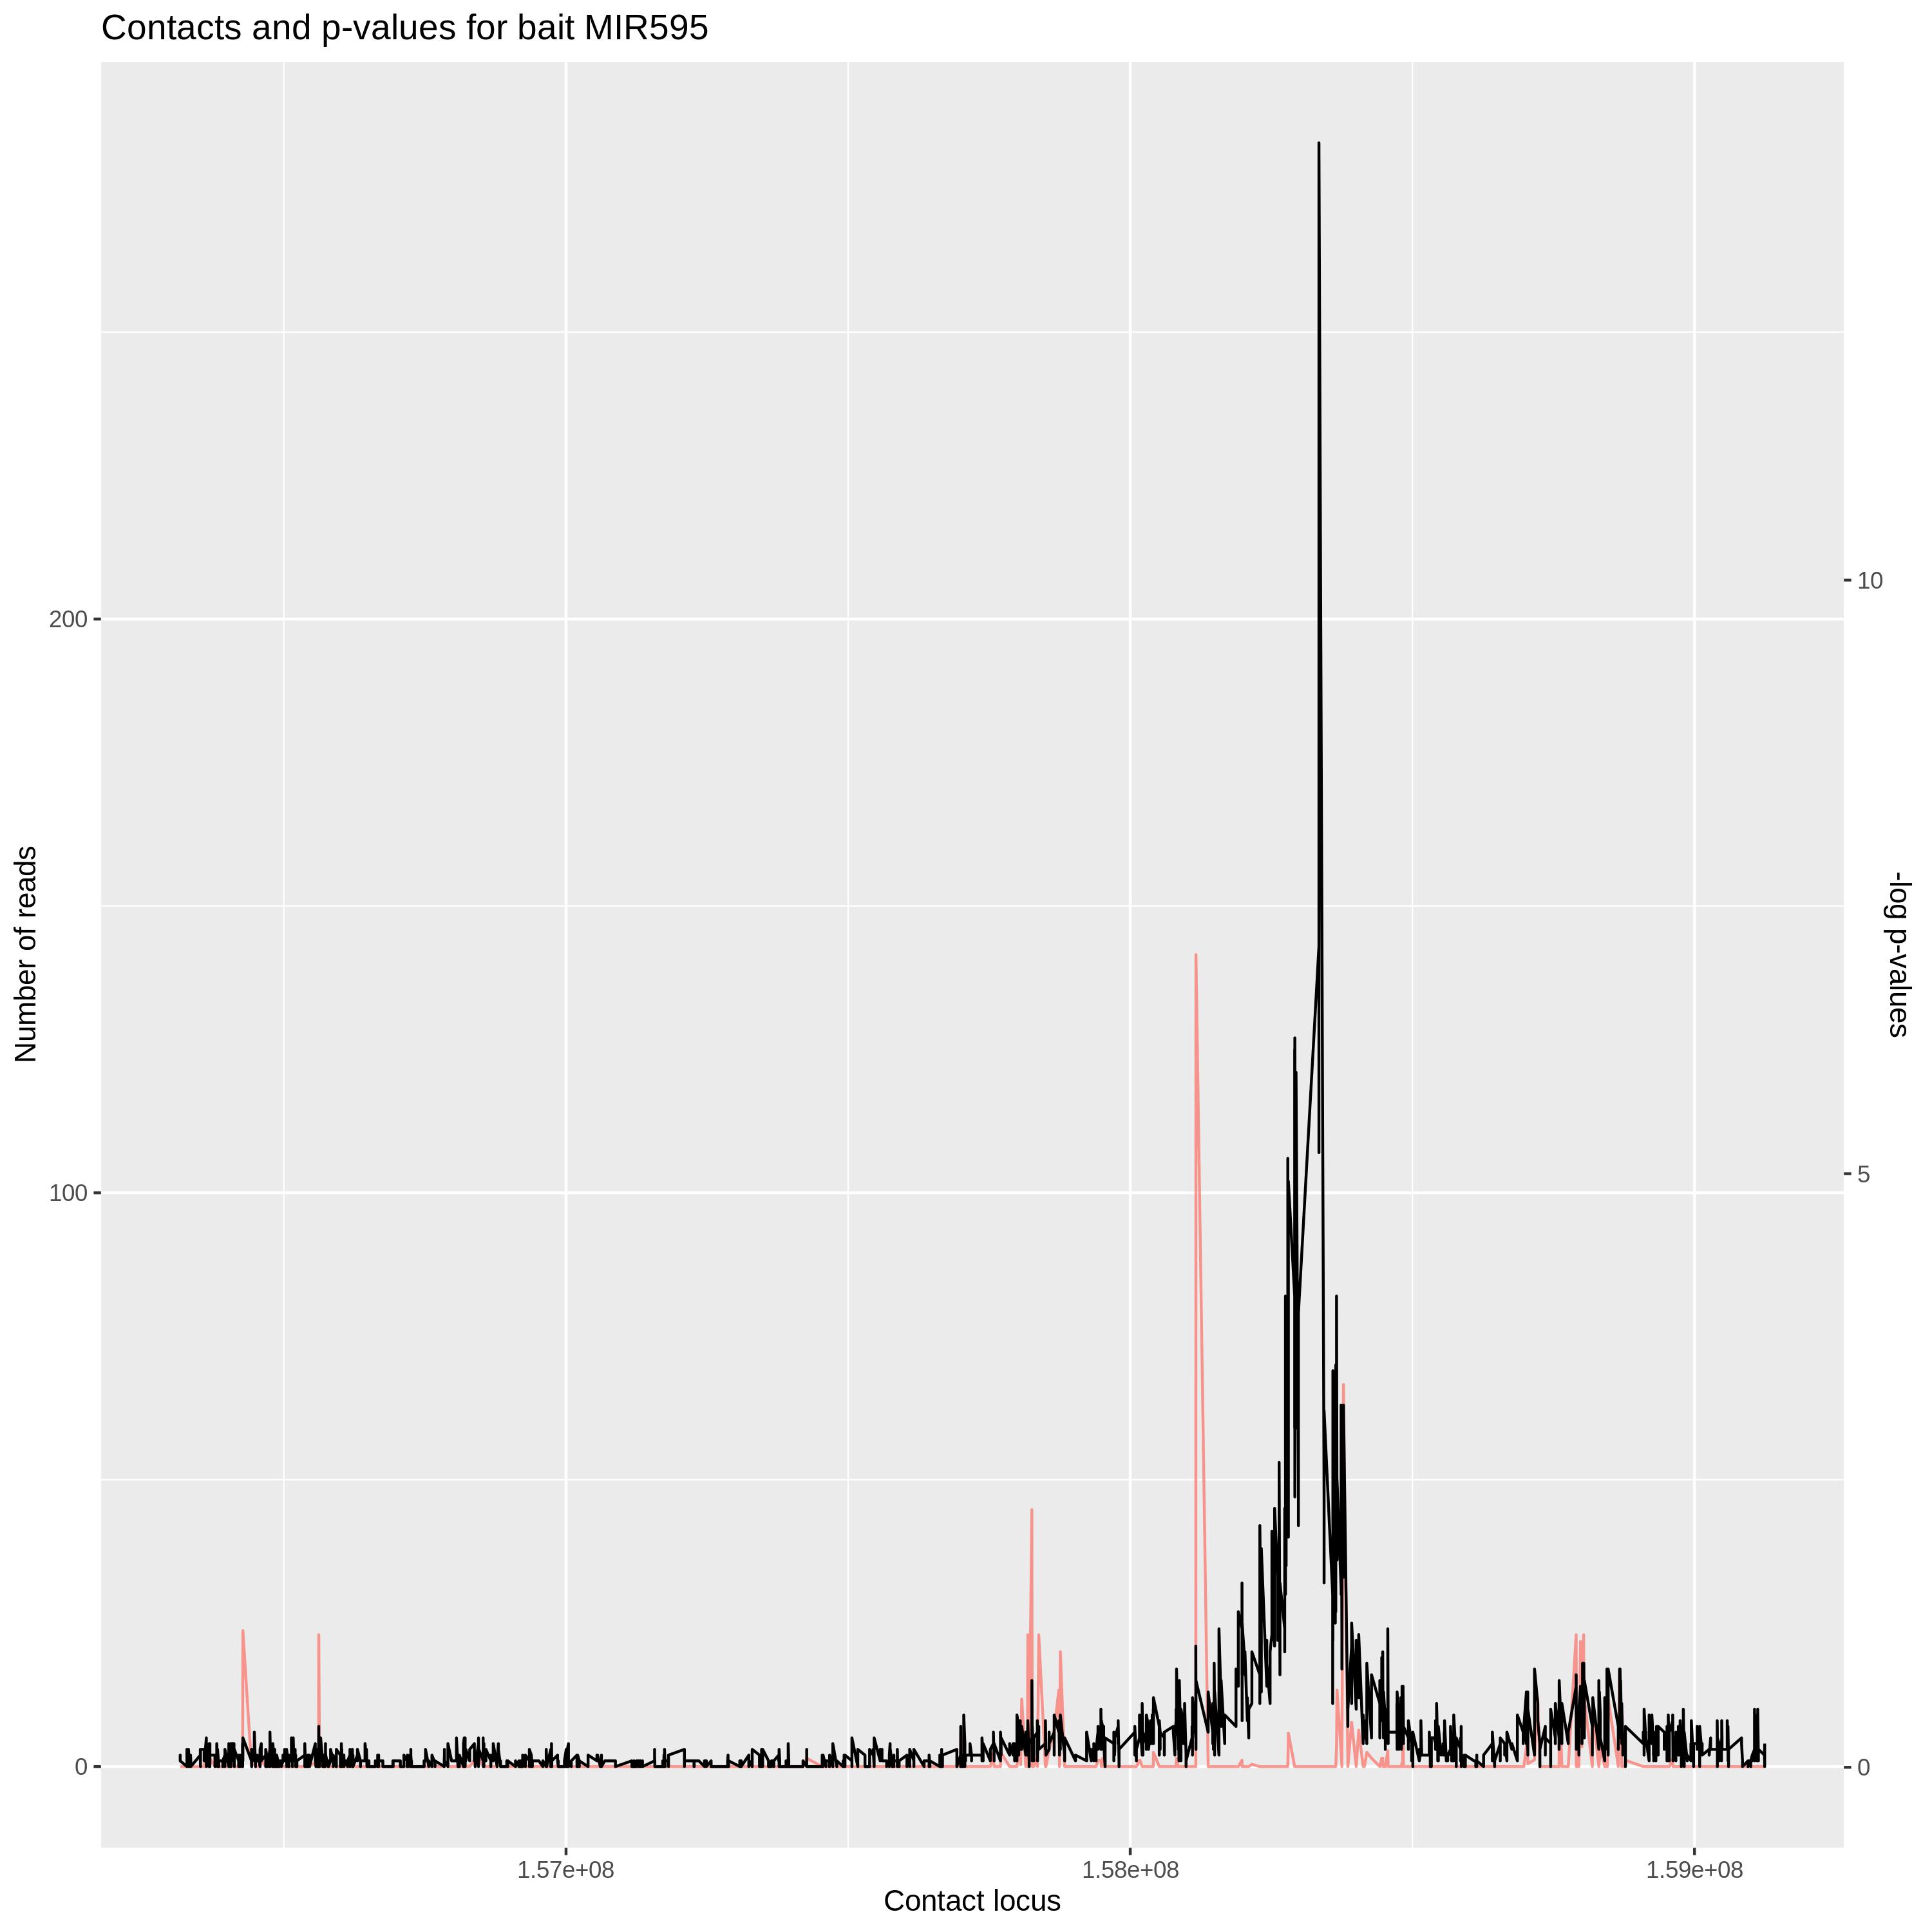 Contacts and p-values for bait MIR595
Number of reads
200
100
0
10
5
0
-log p-values
1.57e+08
1.58e+08
1.59e+08
Contact locus